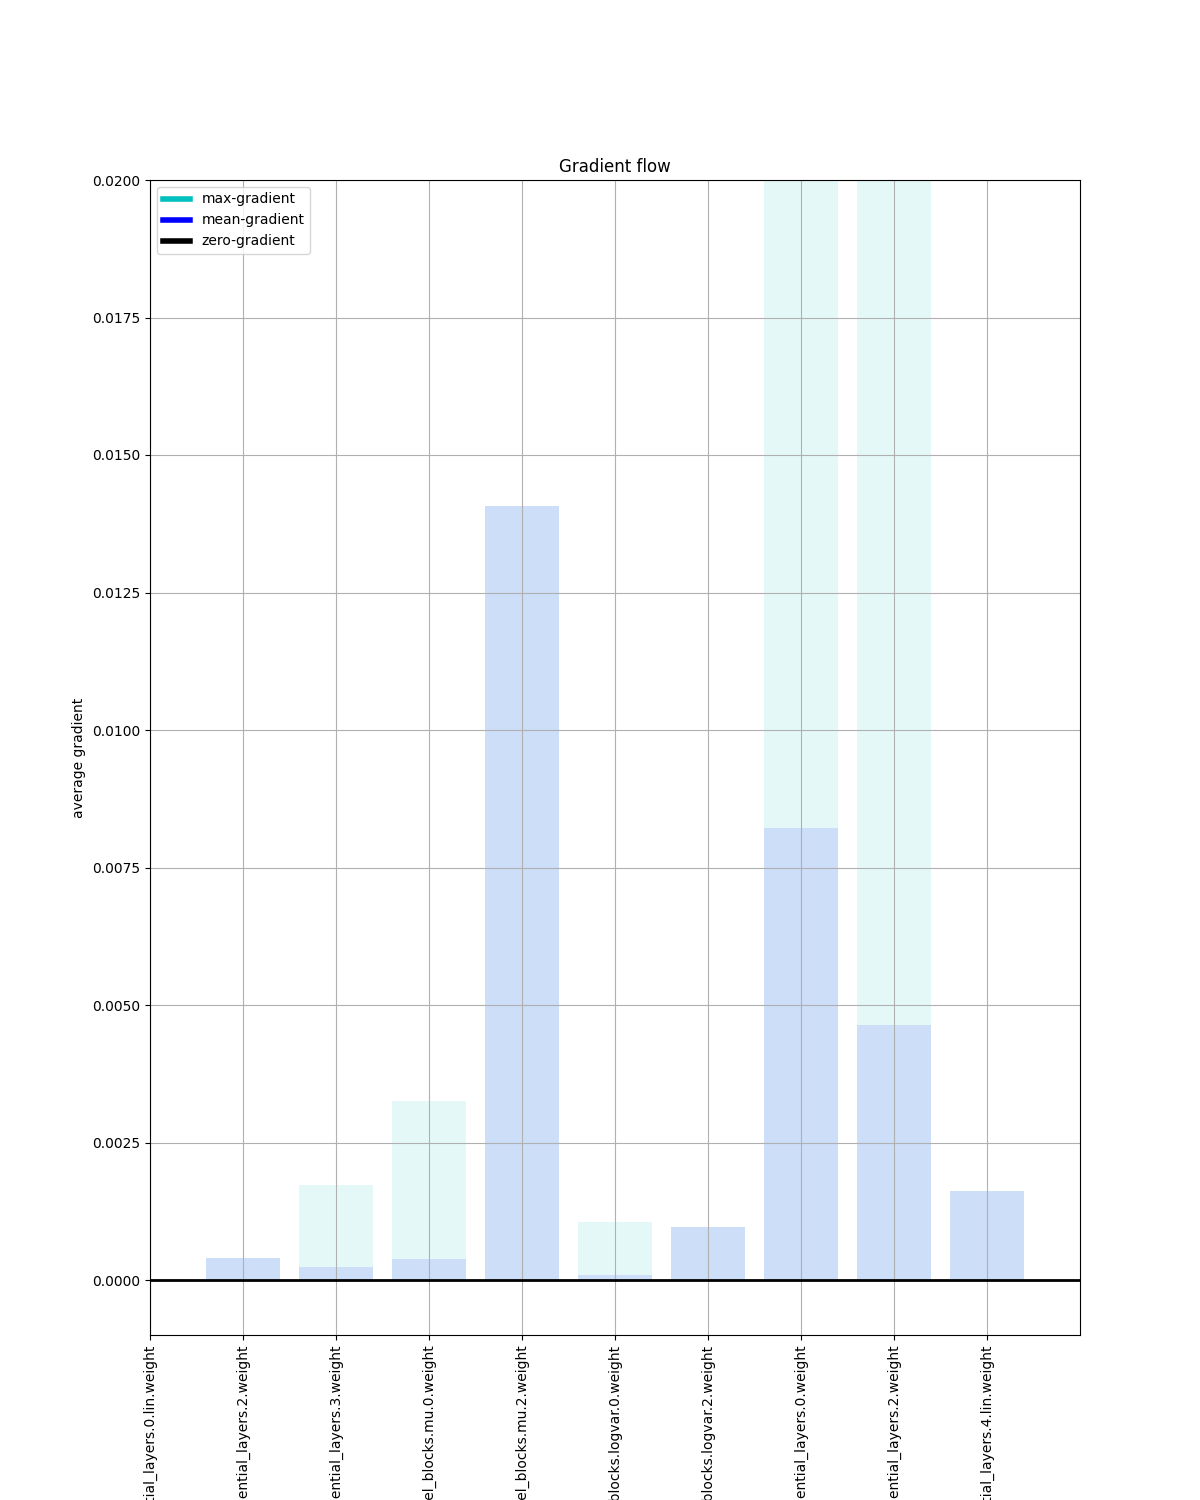 Gradient flow
max-gradient
mean-gradient
zero-gradient
0.0200
0.0175
0.0150
0.0125
0.0100
0.0075
0.0050
0.0025
0.0000
average gradient
tial_layers.0.lin.weight
ential_layers.2.weight
ential_layers.3.weight
el_blocks.mu.0.weight
el_blocks.mu.2.weight
blocks.logvar.0.weight
blocks.logvar.2.weight
ential_layers.0.weight
ential_layers.2.weight
tial_layers.4.lin.weight